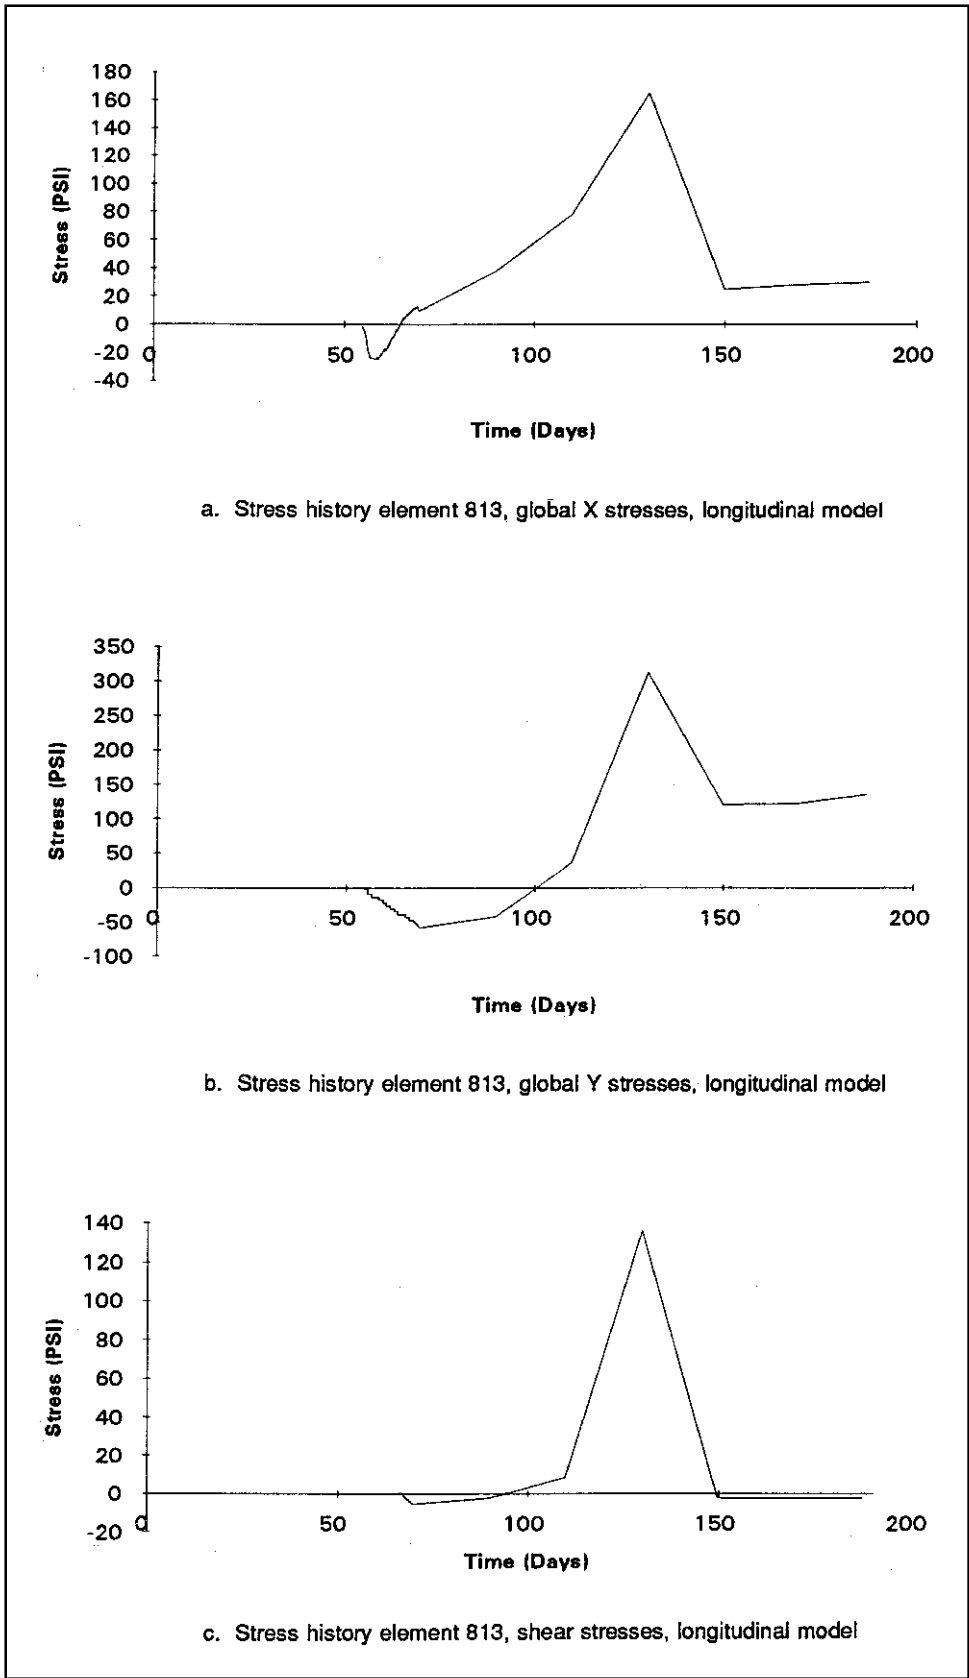 180
160
140
120
100
80
60
40
20
0
-20
-40
Stress (PSI)
0 50 100 150 200
Time (Days)
a. Stress history element 813, global X stresses, longitudinal model
350
300
250
200
150
100
50
0
-50
-100
Stress (PSI)
0 50 100 150 200
Time (Days)
b. Stress history element 813, global Y stresses, longitudinal model
140
120
100
80
60
40
20
0
-20
Stress (PSI)
0 50 100 150 200
Time (Days)
c. Stress history element 813, shear stresses, longitudinal model